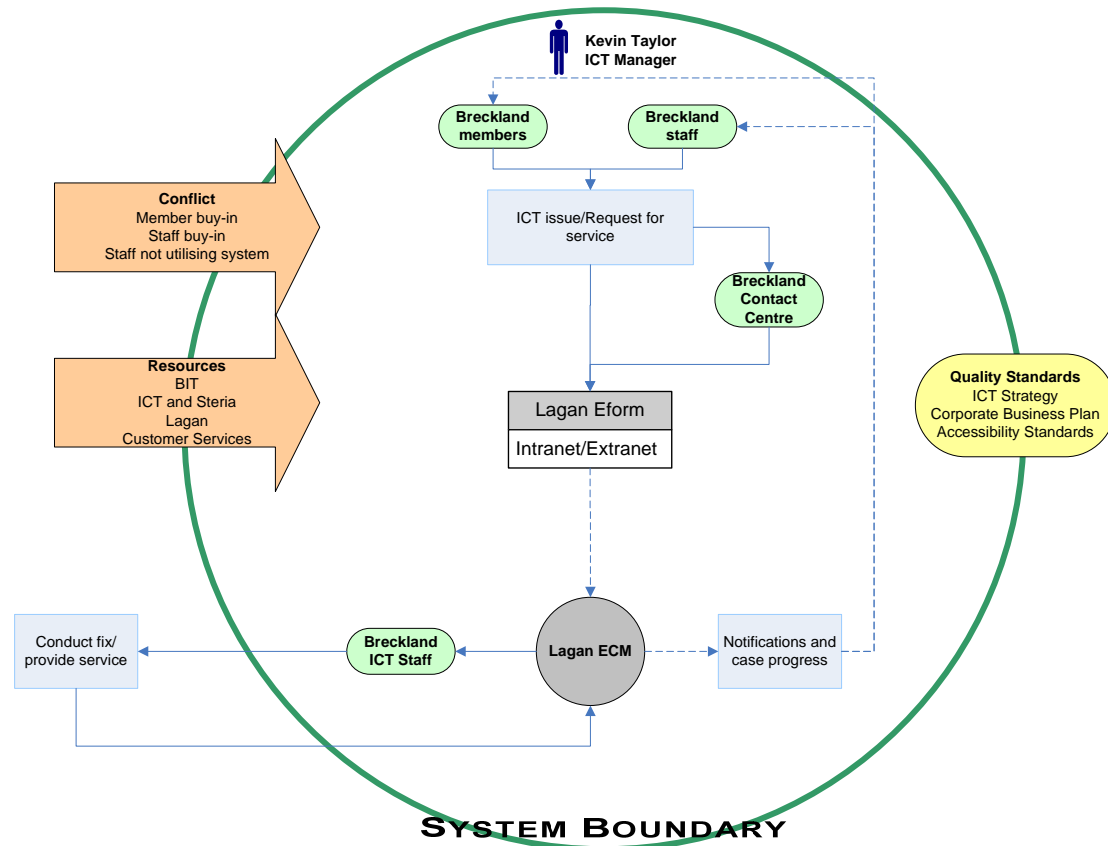 Kevin Taylor
ICT Manager
Breckland
members
Breckland
staff
Conflict
Member buy-in
Staff buy-in
Staff not utilising system
ICT issue/Request for
service
Breckland
Contact
Centre
Resources
BIT
ICT and Steria
Lagan
Customer Services
Quality Standards
ICT Strategy
Corporate Business Plan
Accessibility Standards
Lagan Eform
Intranet/Extranet
Conduct fix/
provide service
Breckland
ICT Staff
Lagan ECM
Notifications and
case progress
SYSTEM BOUNDARY